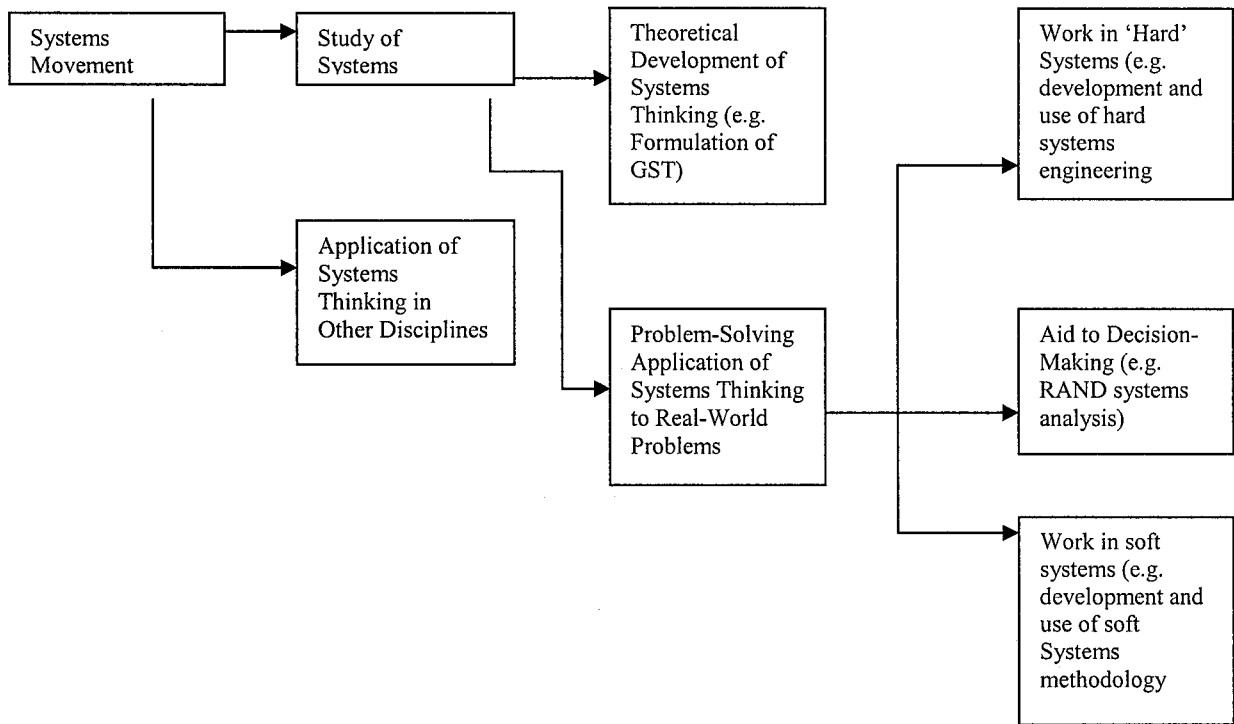 Systems
Movement
Study of
Systems
Theoretical
Development of
Systems
Thinking (e.g.
Formulation of
GST)
Work in ‘Hard’
Systems (e.g.
development and
use of hard
systems
engineering
Application of
Systems
Thinking in
Other Disciplines
Problem-Solving
Application of
Systems Thinking
to Real-World
Problems
Aid to Decision-
Making (e.g.
RAND systems
analysis)
Work in soft
systems (e.g.
development and
use of soft
Systems
methodology